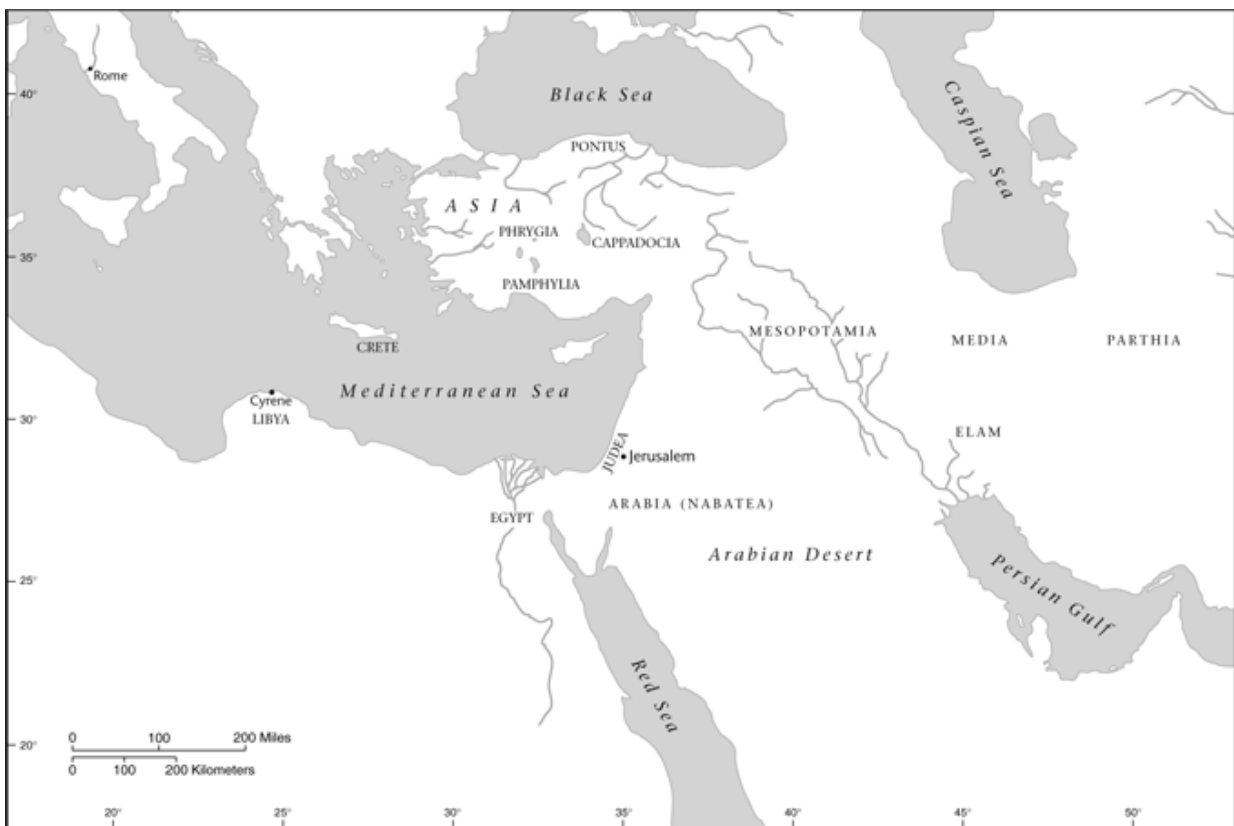 Rome
40°
Black Sea
Caspian Sea
PONTUS
ASIA
PHRYGIA
CAPPADOCIA
35°
PAMPHYLIA
MESOPOTAMIA
MEDIA
PARTHIA
CRETE
Mediterranean Sea
Cyrene
LIBYA
30°
ELAM
JUDEA
Jerusalem
ARABIA (NABATEA)
EGYPT
Arabian Desert
25°
Persian Gulf
Red Sea
0 100 200 Miles
20°
0 100 200 Kilometers
20° 25° 30° 35° 40° 45° 50°